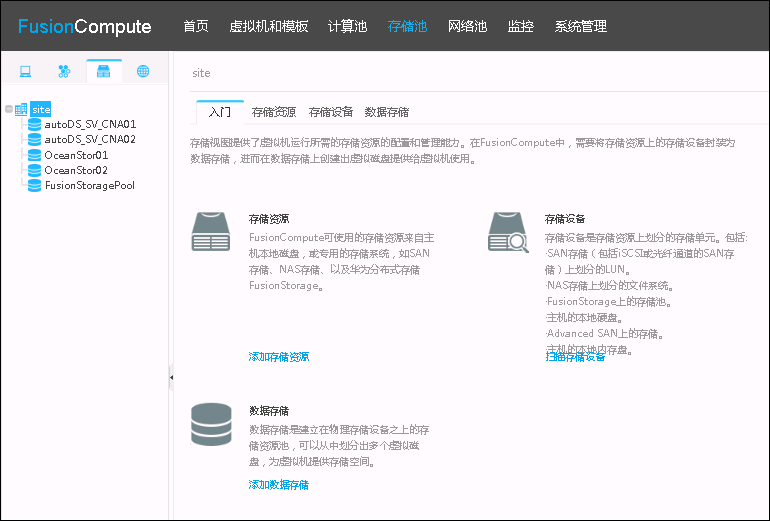 FusionCompute 首页 虚拟机和模板 计算池 存储池 网络池 监控 系统管理
site
site
autoDS_SV_CNA01
autoDS_SV_CNA02
OceanStor01
OceanStor02
FusionStoragePool
入门 存储资源 存储设备 数据存储
存储视图提供了虚拟机运行所需的存储资源的配置和管理能力。在FusionCompute中，需要将存储资源上的存储设备封装为
数据存储，进而在数据存储上创建出虚拟磁盘提供给虚拟机使用。
存储资源
FusionCompute可使用的存储资源来自主
机本地磁盘，或专用的存储系统，如SAN
存储、NAS存储、以及华为分布式存储
FusionStorage。
添加存储资源
存储设备
存储设备是存储资源上划分的存储单元。包括:
·SAN存储（包括iSCSI或光纤通道的SAN存
储）上划分的LUN。
·NAS存储上划分的文件系统。
·FusionStorage上的存储池。
·主机的本地硬盘。
·Advanced SAN上的存储。
·主机的本地内存盘。
扫描存储设备
数据存储
数据存储是建立在物理存储设备之上的存
储资源池，可以从中划分出多个虚拟磁
盘，为虚拟机提供存储空间。
添加数据存储